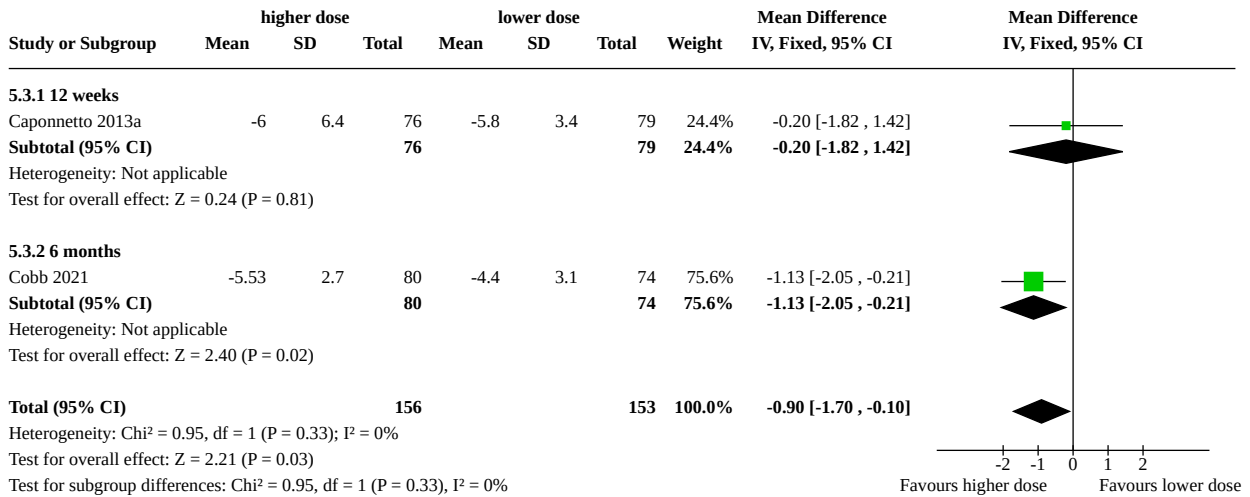 higher dose lower dose Mean Difference Mean Difference
Study or Subgroup Mean SD Total Mean SD Total Weight IV, Fixed, 95% CI IV, Fixed, 95% CI
5.3.1 12 weeks
Caponnetto 2013a -6 6.4 76 -5.8 3.4 79 24.4% -0.20 [-1.82 , 1.42]
Subtotal (95% CI) 76 79 24.4% -0.20 [-1.82 , 1.42]
Heterogeneity: Not applicable
Test for overall effect: Z = 0.24 (P = 0.81)
5.3.2 6 months
Cobb 2021 -5.53 2.7 80 -4.4 3.1 74 75.6% -1.13 [-2.05 , -0.21]
Subtotal (95% CI) 80 74 75.6% -1.13 [-2.05 , -0.21]
Heterogeneity: Not applicable
Test for overall effect: Z = 2.40 (P = 0.02)
Total (95% CI) 156 153 100.0% -0.90 [-1.70 , -0.10]
Heterogeneity: Chi² = 0.95, df = 1 (P = 0.33); I² = 0%
Test for overall effect: Z = 2.21 (P = 0.03)
-2 -1 0 1 2
Test for subgroup differences: Chi² = 0.95, df = 1 (P = 0.33), I² = 0% Favours higher dose Favours lower dose